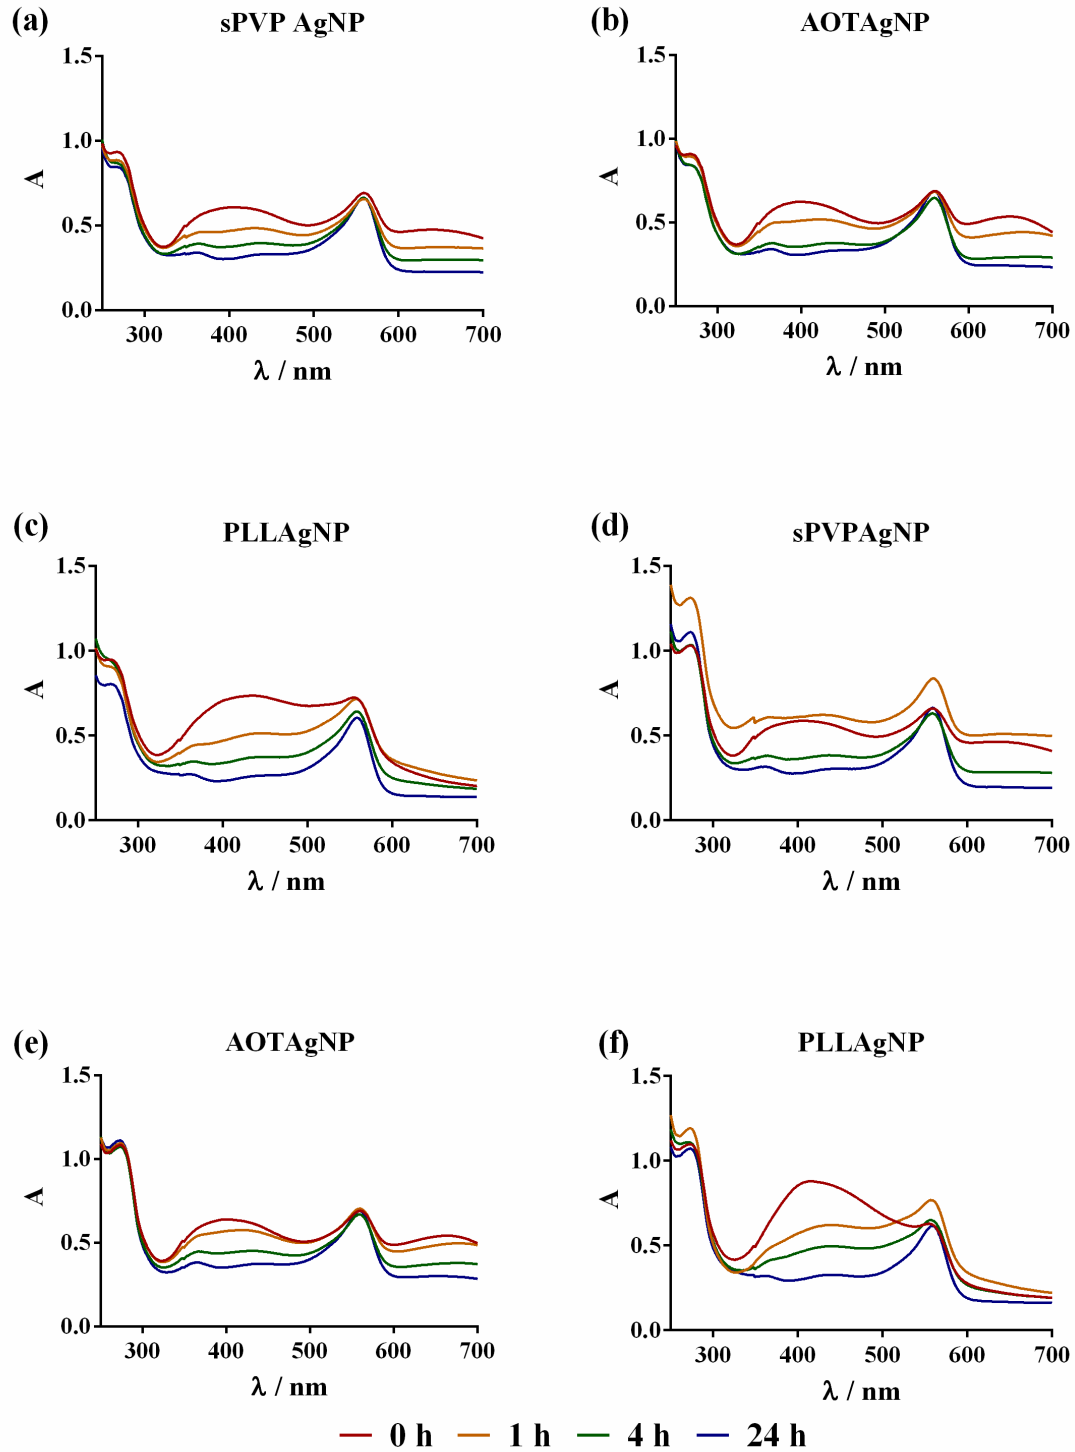 (a) sPVP AgNP
1.5
1.0
0.5
0.0
A
300 400 500 600 700
λ / nm
(b) AOTAgNP
1.5
1.0
0.5
0.0
A
300 400 500 600 700
λ / nm
(c) PLLAgNP
1.5
1.0
0.5
0.0
A
300 400 500 600 700
λ / nm
(d) sPVPAgNP
1.5
1.0
0.5
0.0
A
300 400 500 600 700
λ / nm
(e) AOTAgNP
1.5
1.0
0.5
0.0
A
300 400 500 600 700
λ / nm
(f) PLLAgNP
1.5
1.0
0.5
0.0
A
300 400 500 600 700
λ / nm
0 h 1 h 4 h 24 h